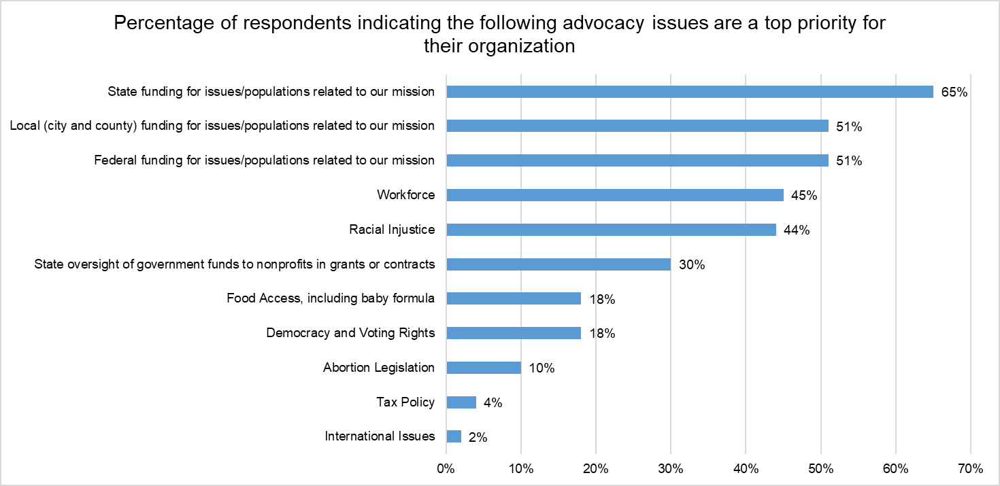 Percentage of respondents indicating the following advocacy issues are a top priority for
their organization
State funding for issues/populations related to our mission 65%
Local (city and county) funding for issues/populations related to our mission 51%
Federal funding for issues/populations related to our mission 51%
Workforce 45%
Racial Injustice 44%
State oversight of government funds to nonprofits in grants or contracts 30%
Food Access, including baby formula 18%
Democracy and Voting Rights 18%
Abortion Legislation 10%
Tax Policy 4%
International Issues 2%
0% 10% 20% 30% 40% 50% 60% 70%